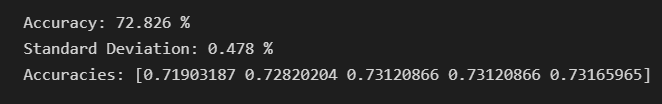 Accuracy: 72.826 %
Standard Deviation: 0.478 %
Accuracies: [0.71903187 0.72820204 0.73120866 0.73120866 0.73165965]